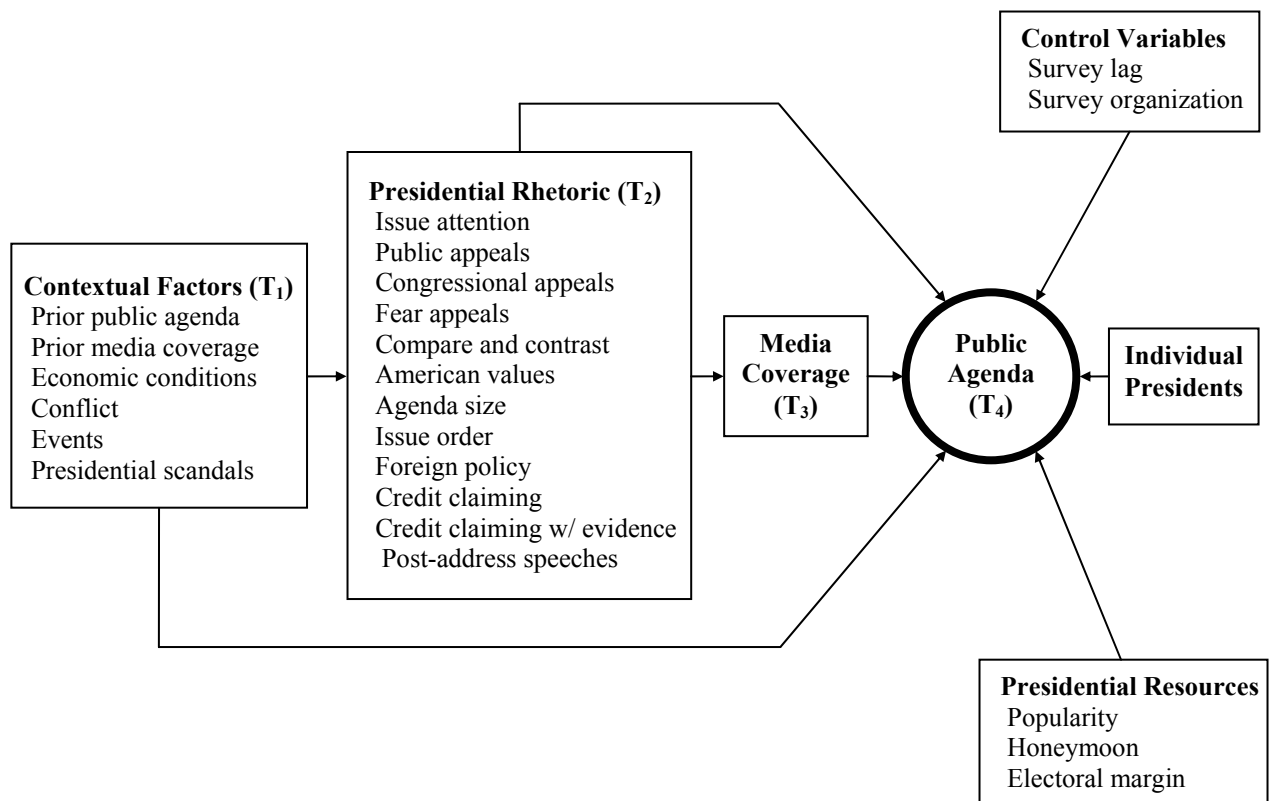 Control Variables
Survey lag
Survey organization
Presidential Rhetoric (T₂)
Issue attention
Public appeals
Congressional appeals
Fear appeals
Compare and contrast
American values
Agenda size
Issue order
Foreign policy
Credit claiming
Credit claiming w/ evidence
Post-address speeches
Contextual Factors (T₁)
Prior public agenda
Prior media coverage
Economic conditions
Conflict
Events
Presidential scandals
Media
Coverage
(T₃)
Public
Agenda
(T₄)
Individual
Presidents
Presidential Resources
Popularity
Honeymoon
Electoral margin